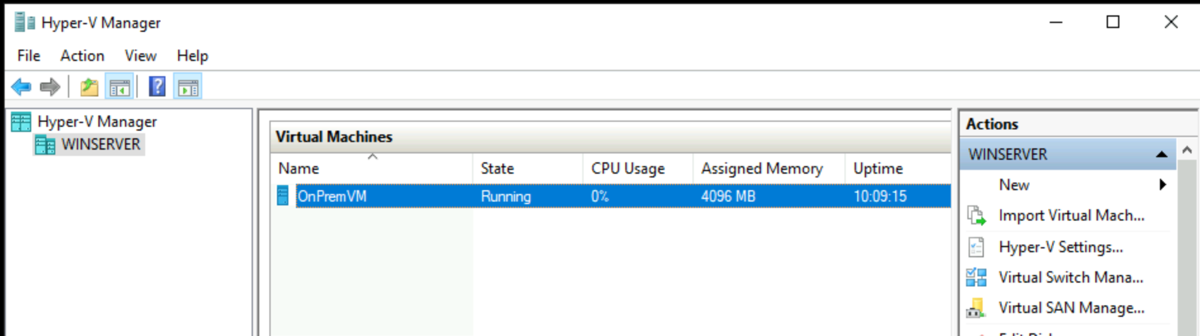 Hyper-V Manager
File Action View Help
Hyper-V Manager
WINSERVER
Virtual Machines
Name State CPU Usage Assigned Memory Uptime
OnPremVM Running 0% 4096 MB 10:09:15
Actions
WINSERVER
New
Import Virtual Mach...
Hyper-V Settings...
Virtual Switch Mana...
Virtual SAN Manage...